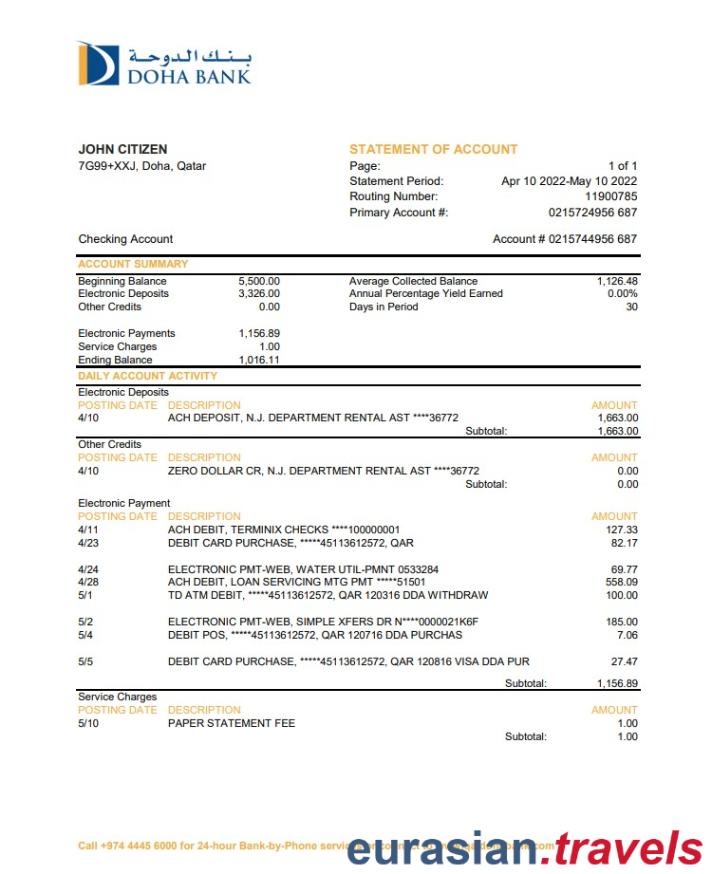 بنك الدوحة
DOHA BANK
JOHN CITIZEN
7G99+XXJ, Doha, Qatar
STATEMENT OF ACCOUNT
Page: 1 of 1
Statement Period: Apr 10 2022-May 10 2022
Routing Number: 11900785
Primary Account #: 0215724956 687
Checking Account Account # 0215744956 687
ACCOUNT SUMMARY
Beginning Balance 5,500.00 Average Collected Balance 1,126.48
Electronic Deposits 3,326.00 Annual Percentage Yield Earned 0.00%
Other Credits 0.00 Days in Period 30
Electronic Payments 1,156.89
Service Charges 1.00
Ending Balance 1,016.11
DAILY ACCOUNT ACTIVITY
Electronic Deposits
POSTING DATE DESCRIPTION AMOUNT
4/10 ACH DEPOSIT, N.J. DEPARTMENT RENTAL AST ****36772 1,663.00
Subtotal: 1,663.00
Other Credits
POSTING DATE DESCRIPTION AMOUNT
4/10 ZERO DOLLAR CR, N.J. DEPARTMENT RENTAL AST ****36772 0.00
Subtotal: 0.00
Electronic Payment
POSTING DATE DESCRIPTION AMOUNT
4/11 ACH DEBIT, TERMINIX CHECKS ****100000001 127.33
4/23 DEBIT CARD PURCHASE, *****45113612572, QAR 82.17
4/24 ELECTRONIC PMT-WEB, WATER UTIL-PMNT 0533284 69.77
4/28 ACH DEBIT, LOAN SERVICING MTG PMT *****51501 558.09
5/1 TD ATM DEBIT, *****45113612572, QAR 120316 DDA WITHDRAW 100.00
5/2 ELECTRONIC PMT-WEB, SIMPLE XFERS DR N****0000021K6F 185.00
5/4 DEBIT POS, *****45113612572, QAR 120716 DDA PURCHAS 7.06
5/5 DEBIT CARD PURCHASE, *****45113612572, QAR 120816 VISA DDA PUR 27.47
Subtotal: 1,156.89
Service Charges
POSTING DATE DESCRIPTION AMOUNT
5/10 PAPER STATEMENT FEE 1.00
Subtotal: 1.00
Call +974 4445 6000 for 24-hour Bank-by-Phone
eurasian.travels